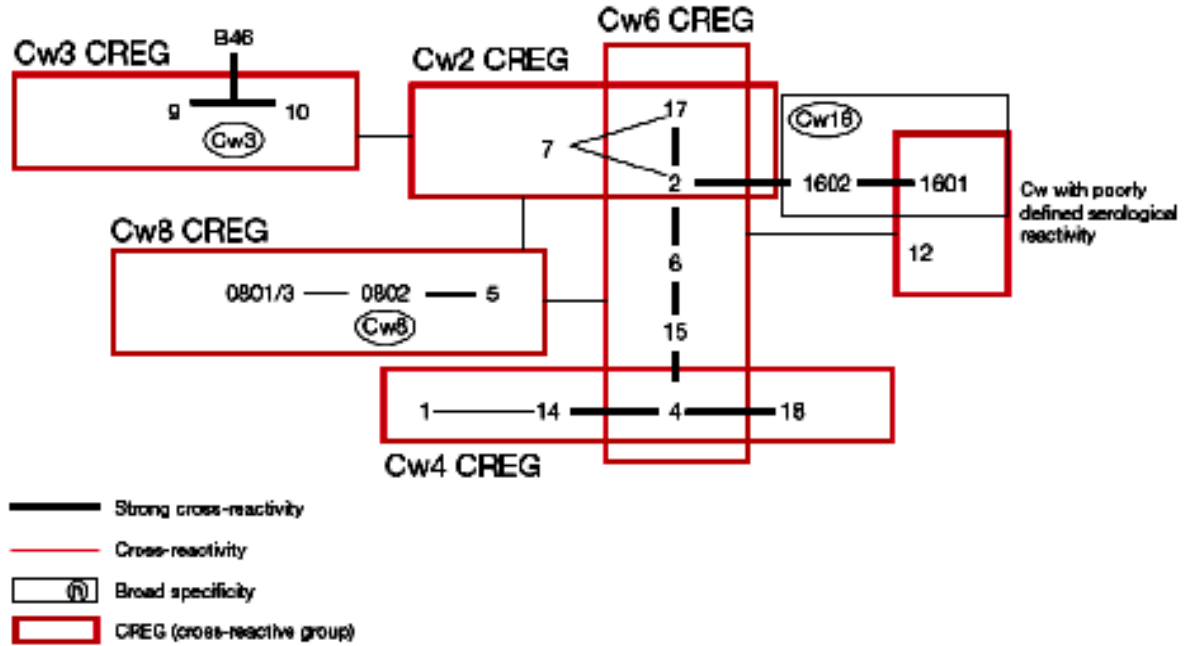 Cw6 CREG
B46
Cw3 CREG
Cw2 CREG
9
10
Cw3
17
7
2
Cw16
1602
1601
Cw with poorly
defined serological
reactivity
12
Cw8 CREG
0801/3
0802
5
Cw8
6
15
1
14
4
18
Cw4 CREG
Strong cross-reactivity
Cross-reactivity
n Broad specificity
CREG (cross-reactive group)